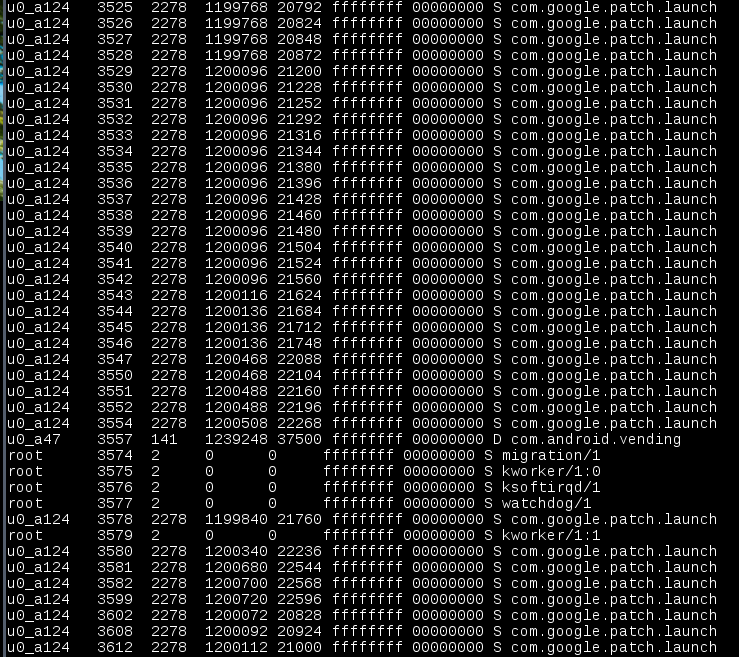 u0_a124 3525 2278 1199768 20792 ffffffff 00000000 S com.google.patch.launch
u0_a124 3526 2278 1199768 20824 ffffffff 00000000 S com.google.patch.launch
u0_a124 3527 2278 1199768 20848 ffffffff 00000000 S com.google.patch.launch
u0_a124 3528 2278 1199768 20872 ffffffff 00000000 S com.google.patch.launch
u0_a124 3529 2278 1200096 21200 ffffffff 00000000 S com.google.patch.launch
u0_a124 3530 2278 1200096 21228 ffffffff 00000000 S com.google.patch.launch
u0_a124 3531 2278 1200096 21252 ffffffff 00000000 S com.google.patch.launch
u0_a124 3532 2278 1200096 21292 ffffffff 00000000 S com.google.patch.launch
u0_a124 3533 2278 1200096 21316 ffffffff 00000000 S com.google.patch.launch
u0_a124 3534 2278 1200096 21344 ffffffff 00000000 S com.google.patch.launch
u0_a124 3535 2278 1200096 21380 ffffffff 00000000 S com.google.patch.launch
u0_a124 3536 2278 1200096 21396 ffffffff 00000000 S com.google.patch.launch
u0_a124 3537 2278 1200096 21428 ffffffff 00000000 S com.google.patch.launch
u0_a124 3538 2278 1200096 21460 ffffffff 00000000 S com.google.patch.launch
u0_a124 3539 2278 1200096 21480 ffffffff 00000000 S com.google.patch.launch
u0_a124 3540 2278 1200096 21504 ffffffff 00000000 S com.google.patch.launch
u0_a124 3541 2278 1200096 21524 ffffffff 00000000 S com.google.patch.launch
u0_a124 3542 2278 1200096 21560 ffffffff 00000000 S com.google.patch.launch
u0_a124 3543 2278 1200116 21624 ffffffff 00000000 S com.google.patch.launch
u0_a124 3544 2278 1200136 21684 ffffffff 00000000 S com.google.patch.launch
u0_a124 3545 2278 1200136 21712 ffffffff 00000000 S com.google.patch.launch
u0_a124 3546 2278 1200136 21748 ffffffff 00000000 S com.google.patch.launch
u0_a124 3547 2278 1200468 22088 ffffffff 00000000 S com.google.patch.launch
u0_a124 3550 2278 1200468 22104 ffffffff 00000000 S com.google.patch.launch
u0_a124 3551 2278 1200488 22160 ffffffff 00000000 S com.google.patch.launch
u0_a124 3552 2278 1200488 22196 ffffffff 00000000 S com.google.patch.launch
u0_a124 3554 2278 1200508 22268 ffffffff 00000000 S com.google.patch.launch
u0_a47 3557 141 1239248 37500 ffffffff 00000000 D com.android.vending
root 3574 2 0 0 ffffffff 00000000 S migration/1
root 3575 2 0 0 ffffffff 00000000 S kworker/1:0
root 3576 2 0 0 ffffffff 00000000 S ksoftirqd/1
root 3577 2 0 0 ffffffff 00000000 S watchdog/1
u0_a124 3578 2278 1199840 21760 ffffffff 00000000 S com.google.patch.launch
root 3579 2 0 0 ffffffff 00000000 S kworker/1:1
u0_a124 3580 2278 1200340 22236 ffffffff 00000000 S com.google.patch.launch
u0_a124 3581 2278 1200680 22544 ffffffff 00000000 S com.google.patch.launch
u0_a124 3582 2278 1200700 22568 ffffffff 00000000 S com.google.patch.launch
u0_a124 3599 2278 1200720 22596 ffffffff 00000000 S com.google.patch.launch
u0_a124 3602 2278 1200072 20828 ffffffff 00000000 S com.google.patch.launch
u0_a124 3608 2278 1200092 20924 ffffffff 00000000 S com.google.patch.launch
u0_a124 3612 2278 1200112 21000 ffffffff 00000000 S com.google.patch.launch